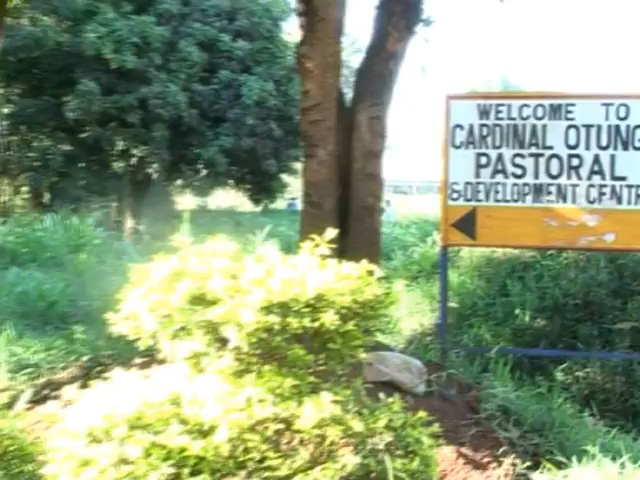 WELCOME TO
CARDINAL OTUNG
PASTORAL
& DEVELOPMENT CENTR